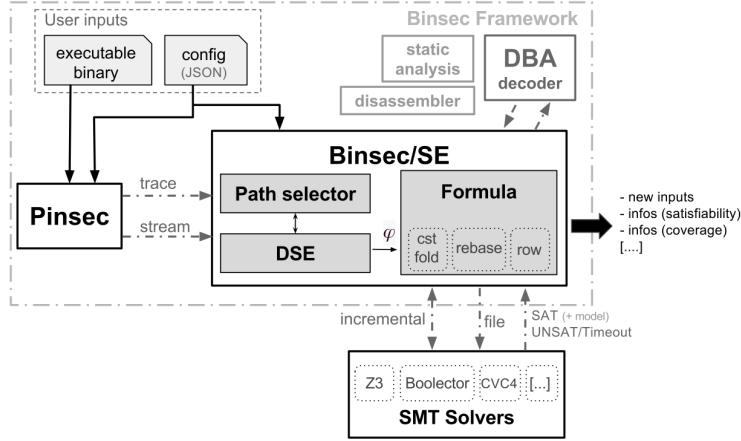 User inputs
executable
binary
config
(JSON)
Binsec Framework
static
analysis
disassembler
DBA
decoder
Binsec/SE
Pinsec
trace
stream
Path selector
DSE
φ
Formula
cst
fold
rebase
row
- new inputs
- infos (satisfiability)
- infos (coverage)
[....]
incremental
file
SAT (+ model)
UNSAT/Timeout
Z3
Boolector
CVC4
[...]
SMT Solvers